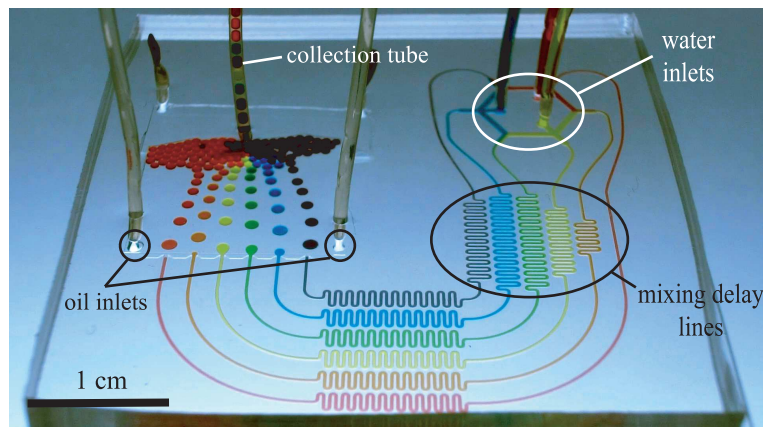 collection tube
water
inlets
oil inlets
mixing delay
lines
1 cm